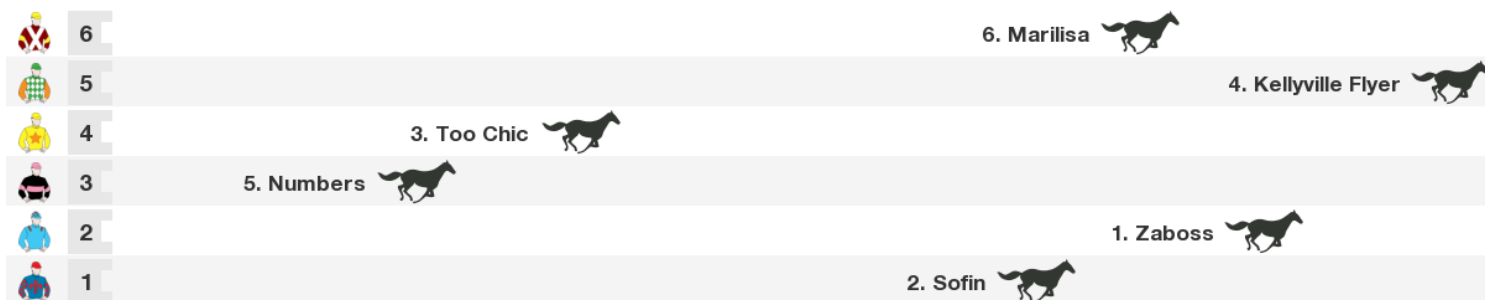 6 6. Marilisa
5 4. Kellyville Flyer
4 3. Too Chic
3 5. Numbers
2 1. Zaboss
1 2. Sofin